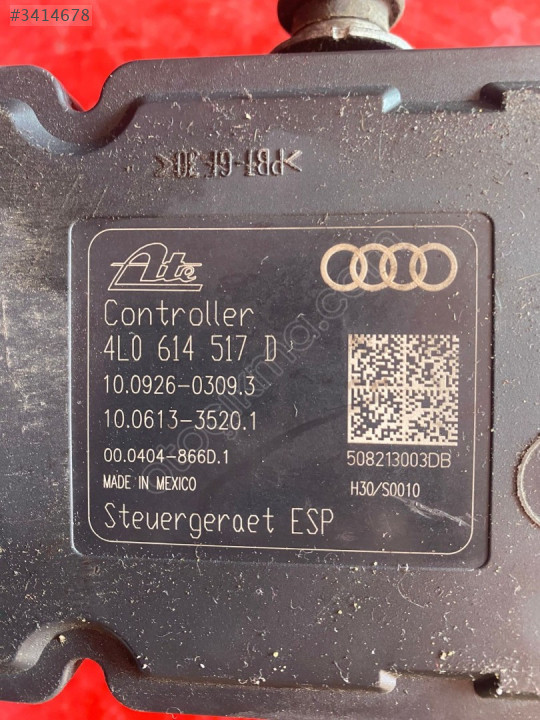 #3414678
>PBT-GF30<
Ate
Controller
4L0 614 517 D
10.0926-0309.3
10.0613-3520.1
00.0404-866D.1
508213003DB
MADE IN MEXICO
H30/S0010
Steuergeraet ESP